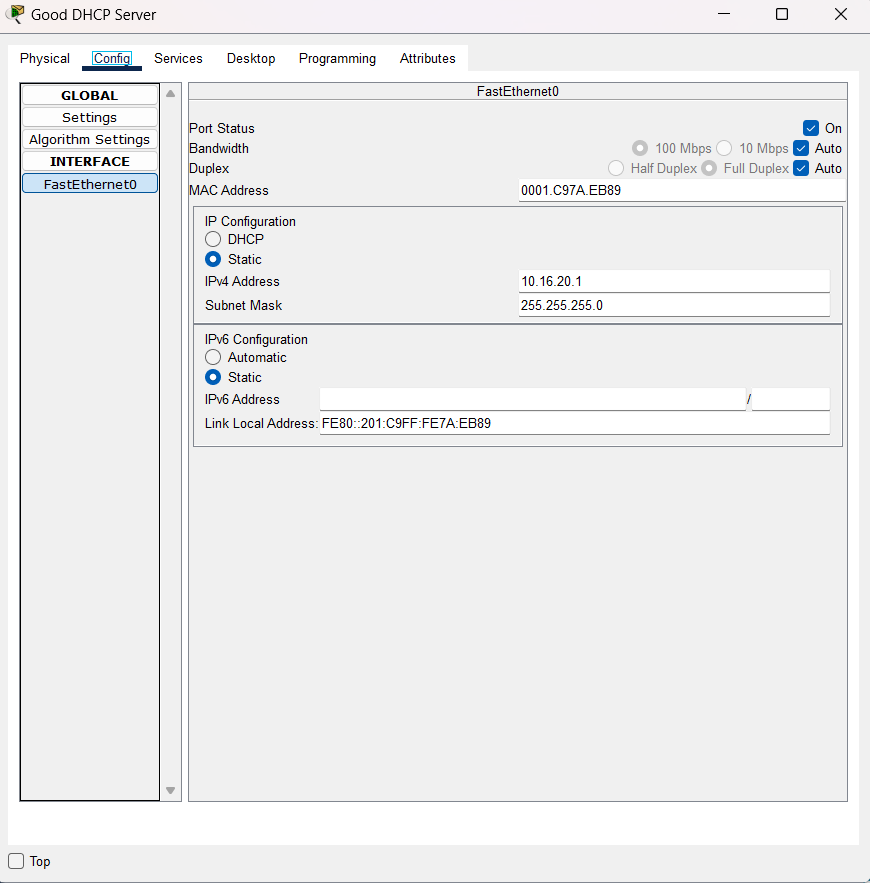 Good DHCP Server
Physical Config Services Desktop Programming Attributes
GLOBAL
Settings
Algorithm Settings
INTERFACE
FastEthernet0
FastEthernet0
Port Status On
Bandwidth 100 Mbps 10 Mbps Auto
Duplex Half Duplex Full Duplex Auto
MAC Address 0001.C97A.EB89
IP Configuration
DHCP
Static
IPv4 Address 10.16.20.1
Subnet Mask 255.255.255.0
IPv6 Configuration
Automatic
Static
IPv6 Address /
Link Local Address: FE80::201:C9FF:FE7A:EB89
Top